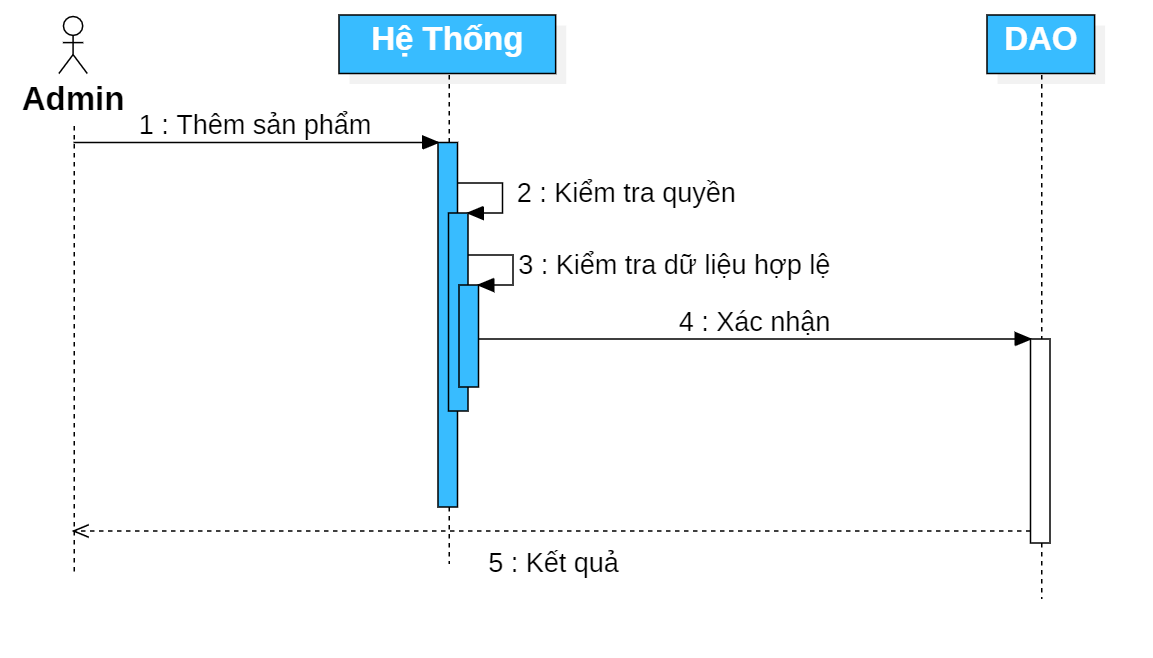 Hệ Thống
DAO
Admin
1 : Thêm sản phẩm
2 : Kiểm tra quyền
3 : Kiểm tra dữ liệu hợp lệ
4 : Xác nhận
5 : Kết quả